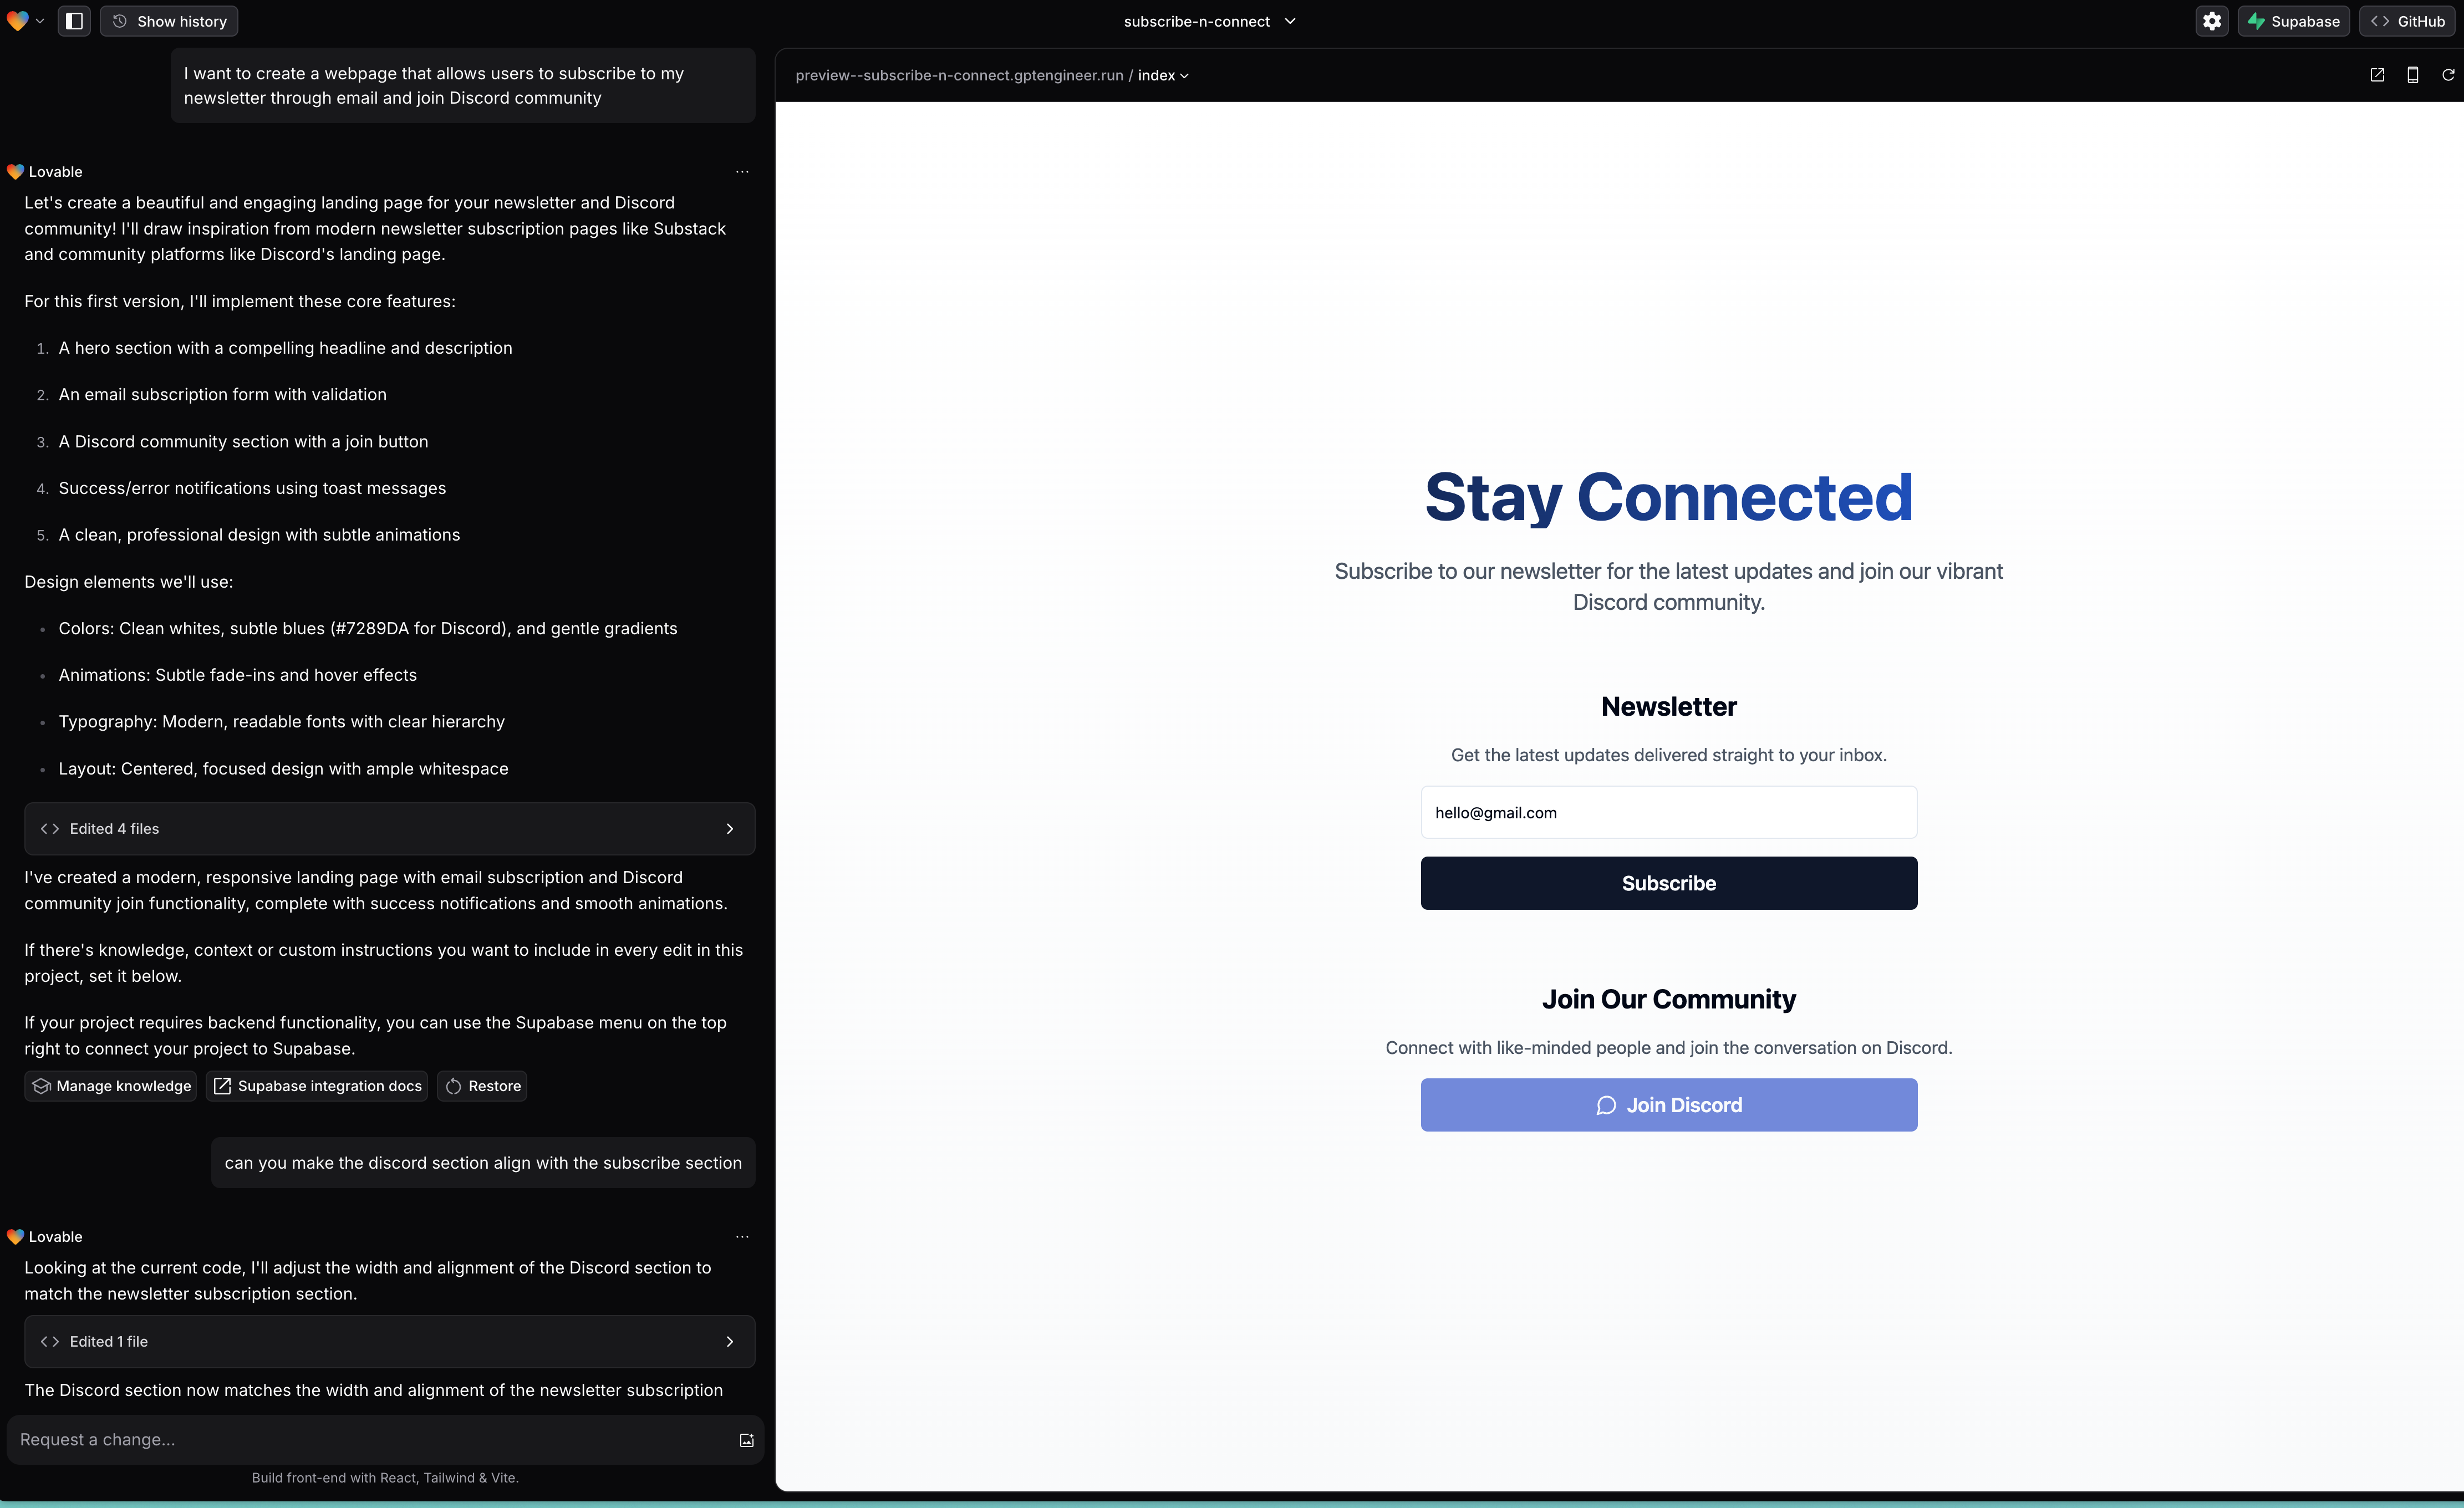 Show history
subscribe-n-connect
Supabase
GitHub
I want to create a webpage that allows users to subscribe to my
newsletter through email and join Discord community
Lovable
Let's create a beautiful and engaging landing page for your newsletter and Discord
community! I'll draw inspiration from modern newsletter subscription pages like Substack
and community platforms like Discord's landing page.
For this first version, I'll implement these core features:
1. A hero section with a compelling headline and description
2. An email subscription form with validation
3. A Discord community section with a join button
4. Success/error notifications using toast messages
5. A clean, professional design with subtle animations
Design elements we'll use:
• Colors: Clean whites, subtle blues (#7289DA for Discord), and gentle gradients
• Animations: Subtle fade-ins and hover effects
• Typography: Modern, readable fonts with clear hierarchy
• Layout: Centered, focused design with ample whitespace
Edited 4 files
I've created a modern, responsive landing page with email subscription and Discord
community join functionality, complete with success notifications and smooth animations.
If there's knowledge, context or custom instructions you want to include in every edit in this
project, set it below.
If your project requires backend functionality, you can use the Supabase menu on the top
right to connect your project to Supabase.
Manage knowledge
Supabase integration docs
Restore
can you make the discord section align with the subscribe section
Lovable
Looking at the current code, I'll adjust the width and alignment of the Discord section to
match the newsletter subscription section.
Edited 1 file
The Discord section now matches the width and alignment of the newsletter subscription
Request a change...
Build front-end with React, Tailwind & Vite.
preview--subscribe-n-connect.gptengineer.run / index
Stay Connected
Subscribe to our newsletter for the latest updates and join our vibrant
Discord community.
Newsletter
Get the latest updates delivered straight to your inbox.
hello@gmail.com
Subscribe
Join Our Community
Connect with like-minded people and join the conversation on Discord.
Join Discord